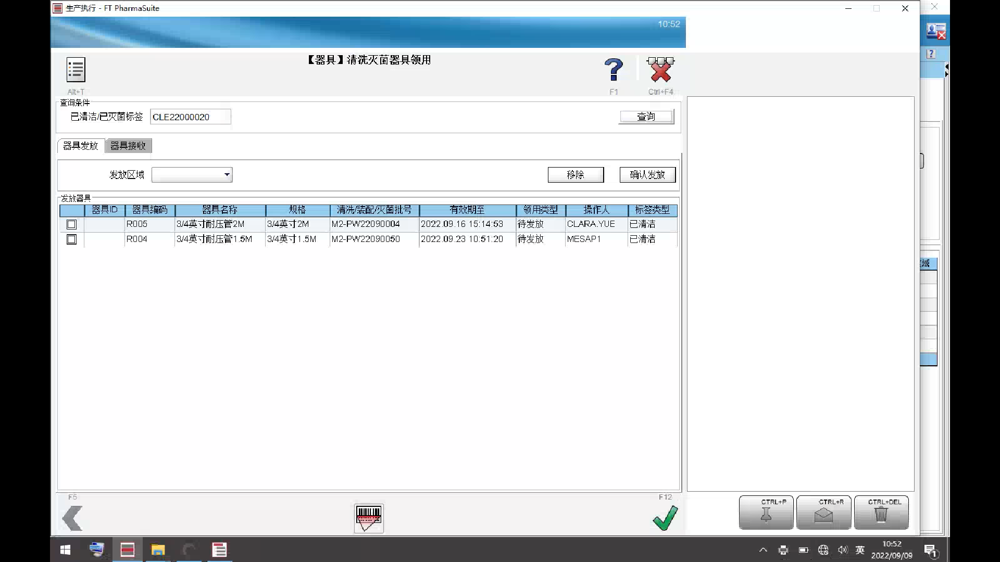 生产执行 - FT PharmaSuite
10:52
【器具】清洗灭菌器具领用
Alt+T
F1
Ctrl+F4
查询条件
已清洁/已灭菌标签 CLE22000020 查询
器具发放 器具接收
发放区域 移除 确认发放
发放器具
器具ID 器具编码 器具名称 规格 清洗/装配/灭菌批号 有效期至 领用类型 操作人 标签类型
R005 3/4英寸耐压管2M 3/4英寸2M M2-PW22090004 2022.09.16 15:14:53 待发放 CLARA.YUE 已清洁
R004 3/4英寸耐压管1.5M 3/4英寸1.5M M2-PW22090050 2022.09.23 10:51:20 待发放 MESAP1 已清洁
域
F5
F12
CTRL+P
CTRL+R
CTRL+DEL
英
10:52
2022/09/09
1